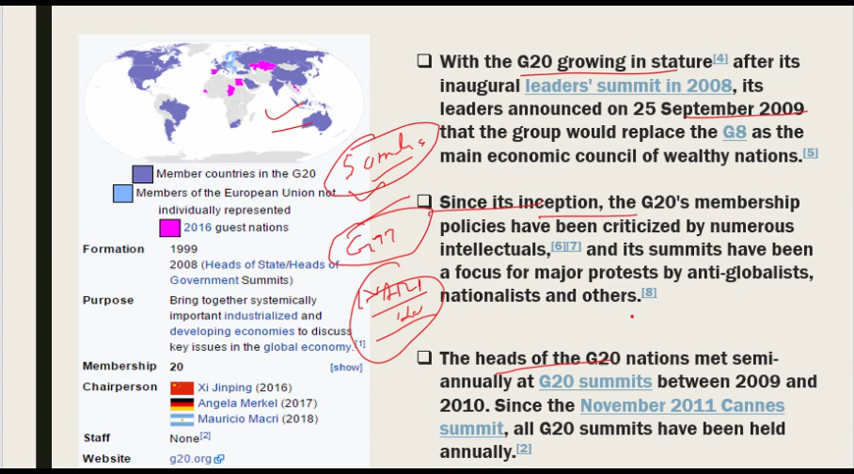 Member countries in the G20
Members of the European Union not
individually represented
2016 guest nations
Formation 1999
2008 (Heads of State/Heads of
Government Summits)
Purpose Bring together systemically
important industrialized and
developing economies to discuss
key issues in the global economy.[1]
Membership 20 [show]
Chairperson Xi Jinping (2016)
Angela Merkel (2017)
Mauricio Macri (2018)
Staff None[2]
Website g20.org
With the G20 growing in stature[4] after its
inaugural leaders' summit in 2008, its
leaders announced on 25 September 2009
that the group would replace the G8 as the
main economic council of wealthy nations.[5]
Since its inception, the G20's membership
policies have been criticized by numerous
intellectuals,[6][7] and its summits have been
a focus for major protests by anti-globalists,
nationalists and others.[8]
The heads of the G20 nations met semi-
annually at G20 summits between 2009 and
2010. Since the November 2011 Cannes
summit, all G20 summits have been held
annually.[2]
G77